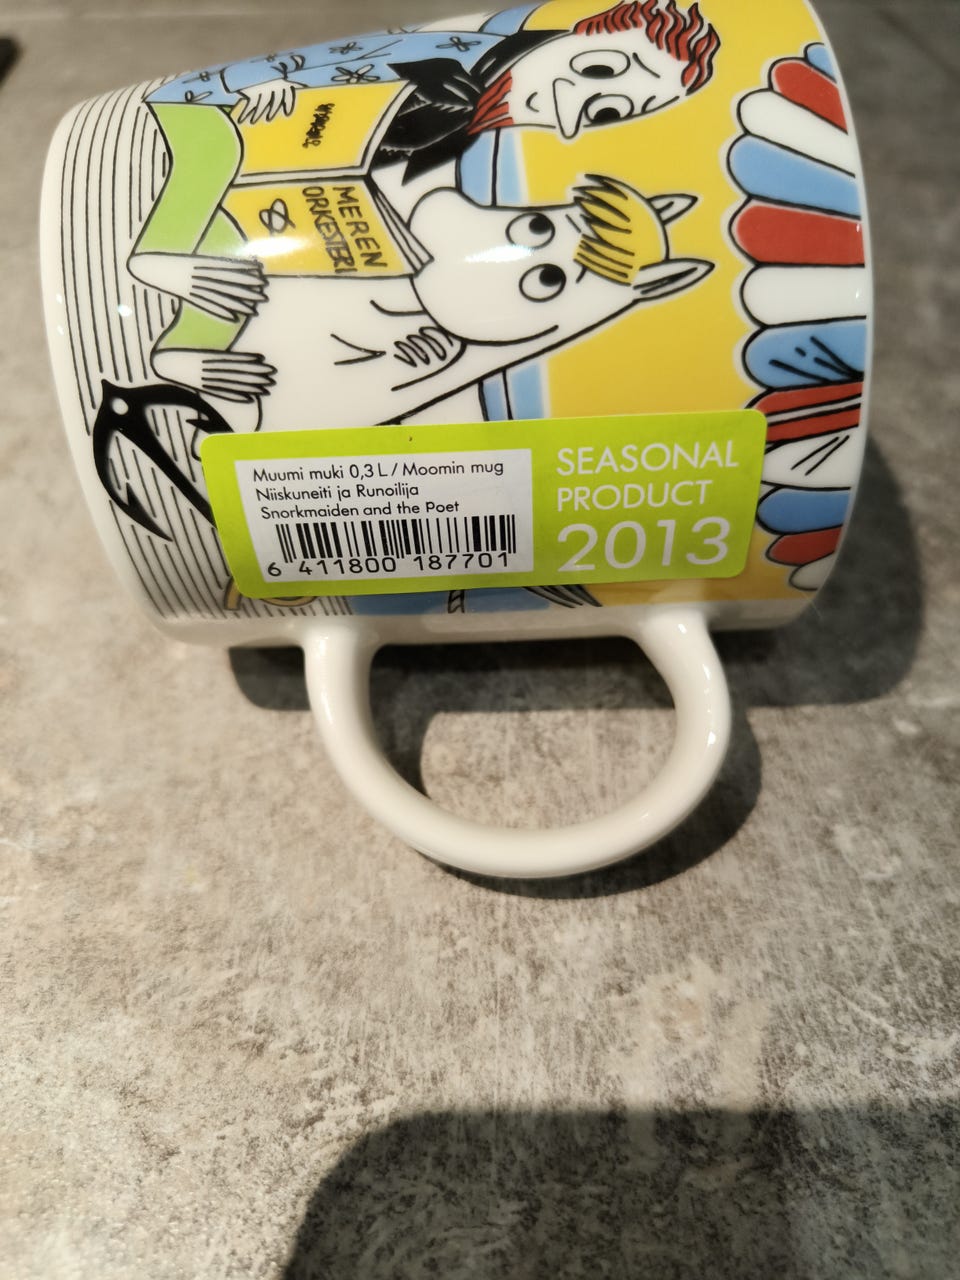 MEREN
ORKESTERI
Muumi muki 0,3 L / Moomin mug
Niiskuneiti ja Runoilija
Snorkmaiden and the Poet
6 411800 187701
SEASONAL
PRODUCT
2013